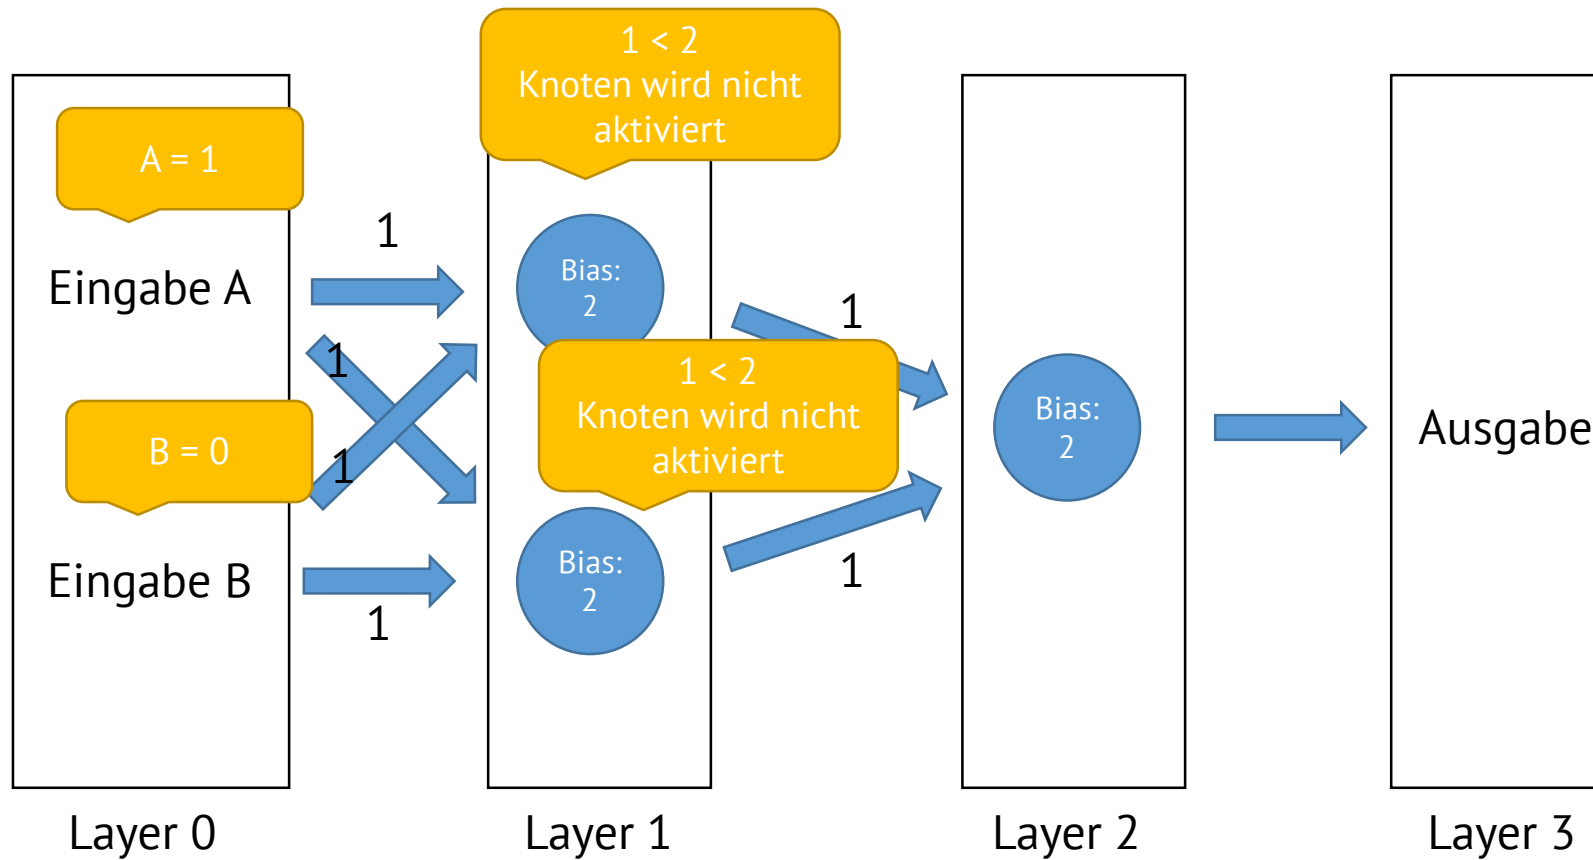 1 < 2
Knoten wird nicht
aktiviert
A = 1
1
Eingabe A
Bias:
2
1
1
1 < 2
Knoten wird nicht
aktiviert
B = 0
1
Bias:
2
Ausgabe
Eingabe B
1
Bias:
2
1
Layer 0
Layer 1
Layer 2
Layer 3